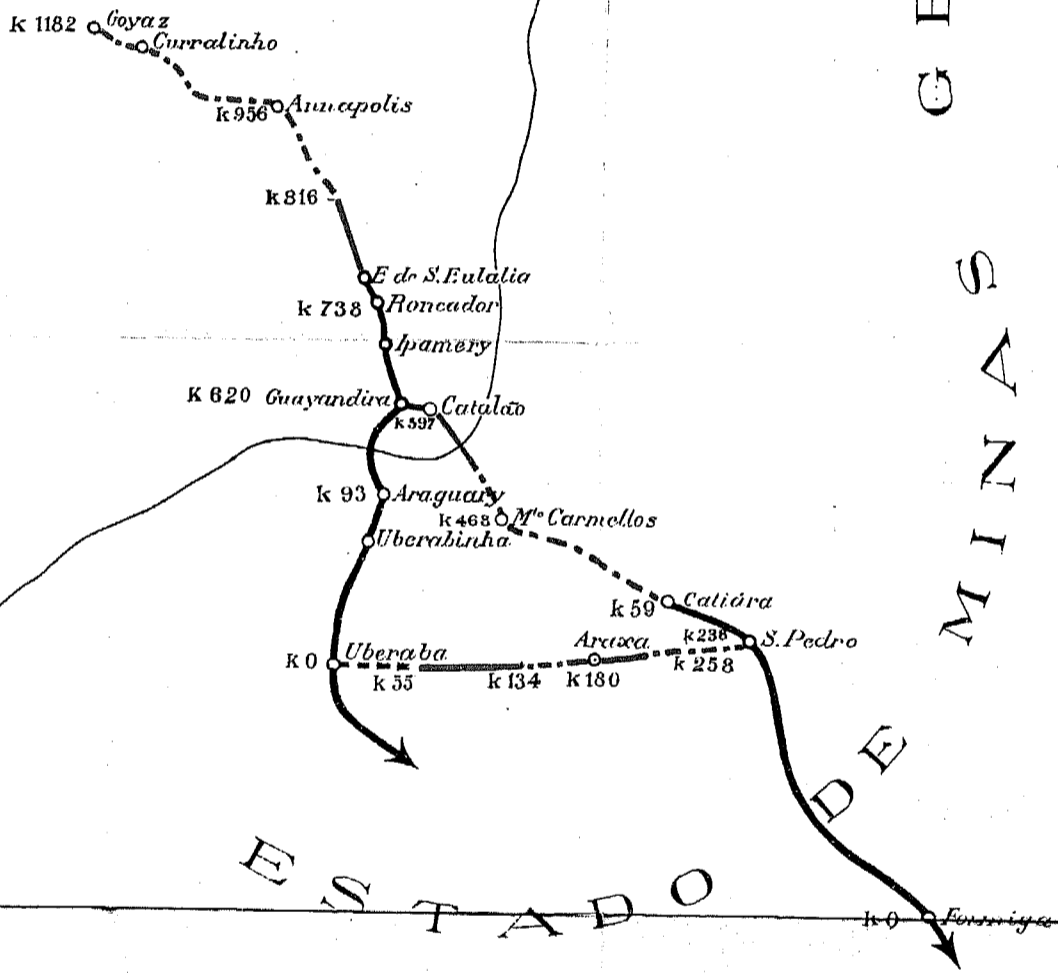 k 1182 Goyaz
Curralinho
k 956 Annapolis
k 816
E de S. Eulalia
k 738 Roncador
Ipamery
K 620 Guayandira
k 597 Catalão
k 93 Araguary
k 468 Mte Carmellos
Uberabinha
k 59 Catiára
k 0 Uberaba
k 55
k 134
Araxa
k 180
k 238
k 258
S. Pedro
k 0 Formiga
ESTADO DE MINAS GE